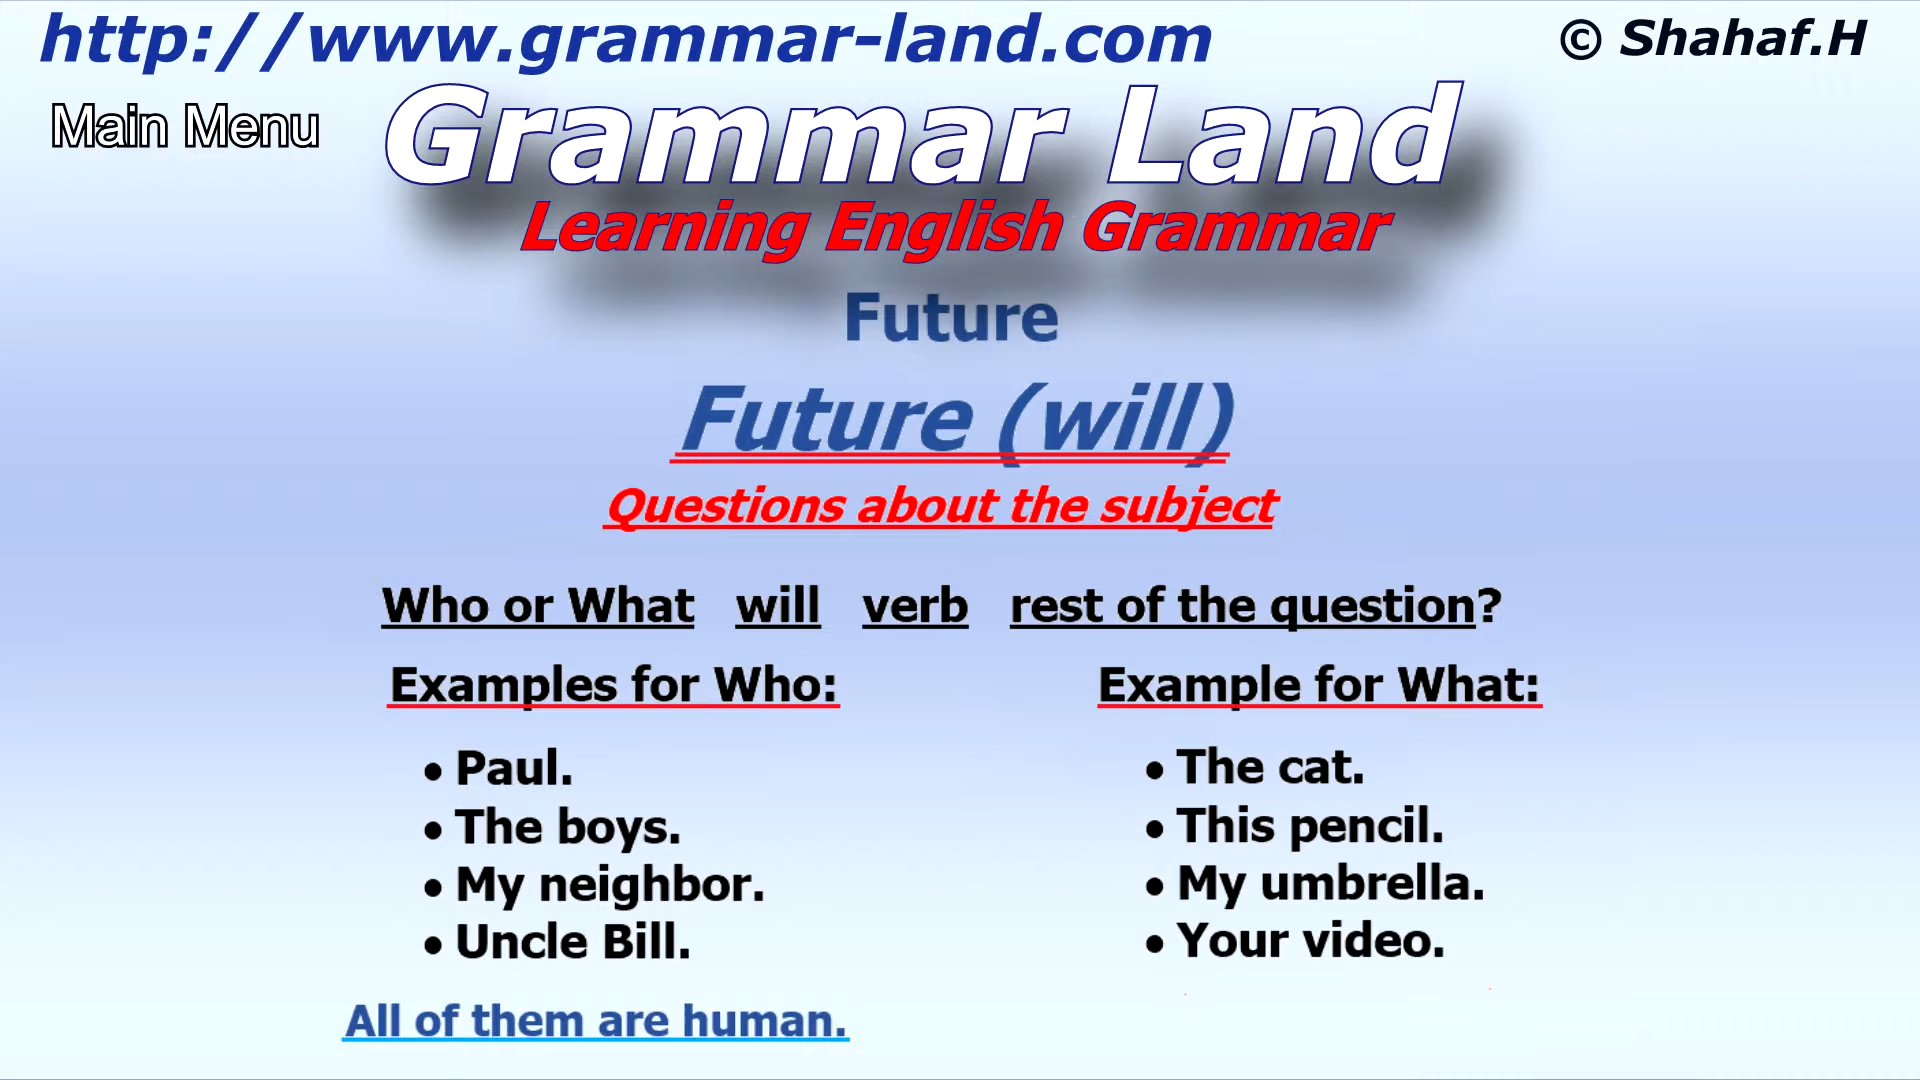 http://www.grammar-land.com © Shahaf.H
Main Menu
Grammar Land
Learning English Grammar
Future
Future (will)
Questions about the subject
Who or What will verb rest of the question?
Examples for Who:
• Paul.
• The boys.
• My neighbor.
• Uncle Bill.
All of them are human.
Example for What:
• The cat.
• This pencil.
• My umbrella.
• Your video.